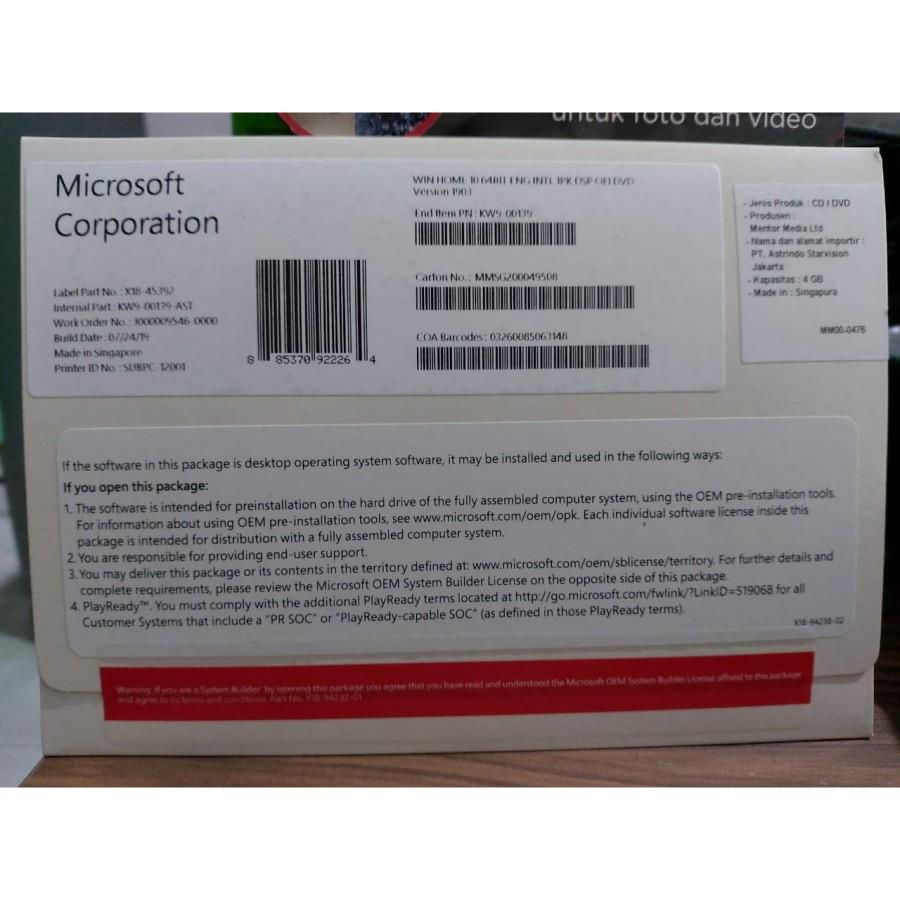 untuk foto dan video
Microsoft
Corporation
Label Part No.: X18-45392
Internal Part : KW9-00139-AST
Work Order No.: J000009546-0000
Build Date : 07/24/19
Made in Singapore
Printer ID No.: SUBPC-12001
8 85370 92226 4
WIN HOME 10 64BIT ENG INTL 1PK DSP OEI DVD
Version 1903
End Item PN : KW9-00139
Carton No.: MMSG200049508
COA Barcodes: 03260085063148
- Jenis Produk : CD / DVD
- Produsen :
Mentor Media Ltd
- Nama dan alamat importir :
PT. Astrindo Starvision
Jakarta
- Kapasitas : 4 GB
- Made in : Singapura
MM00-0476
If the software in this package is desktop operating system software, it may be installed and used in the following ways:
If you open this package:
1. The software is intended for preinstallation on the hard drive of the fully assembled computer system, using the OEM pre-installation tools.
For information about using OEM pre-installation tools, see www.microsoft.com/oem/opk. Each individual software license inside this
package is intended for distribution with a fully assembled computer system.
2. You are responsible for providing end-user support.
3. You may deliver this package or its contents in the territory defined at: www.microsoft.com/oem/sblicense/territory. For further details and
complete requirements, please review the Microsoft OEM System Builder License on the opposite side of this package.
4. PlayReady™. You must comply with the additional PlayReady terms located at http://go.microsoft.com/fwlink/?LinkID=519068 for all
Customer Systems that include a "PR SOC" or "PlayReady-capable SOC" (as defined in those PlayReady terms).
X18-94238-02
Warning: If you are a System Builder by opening this package you agree that you have read and understood the Microsoft OEM System Builder License affixed to this package
and agree to its terms and conditions. Part No. X18-94232-01